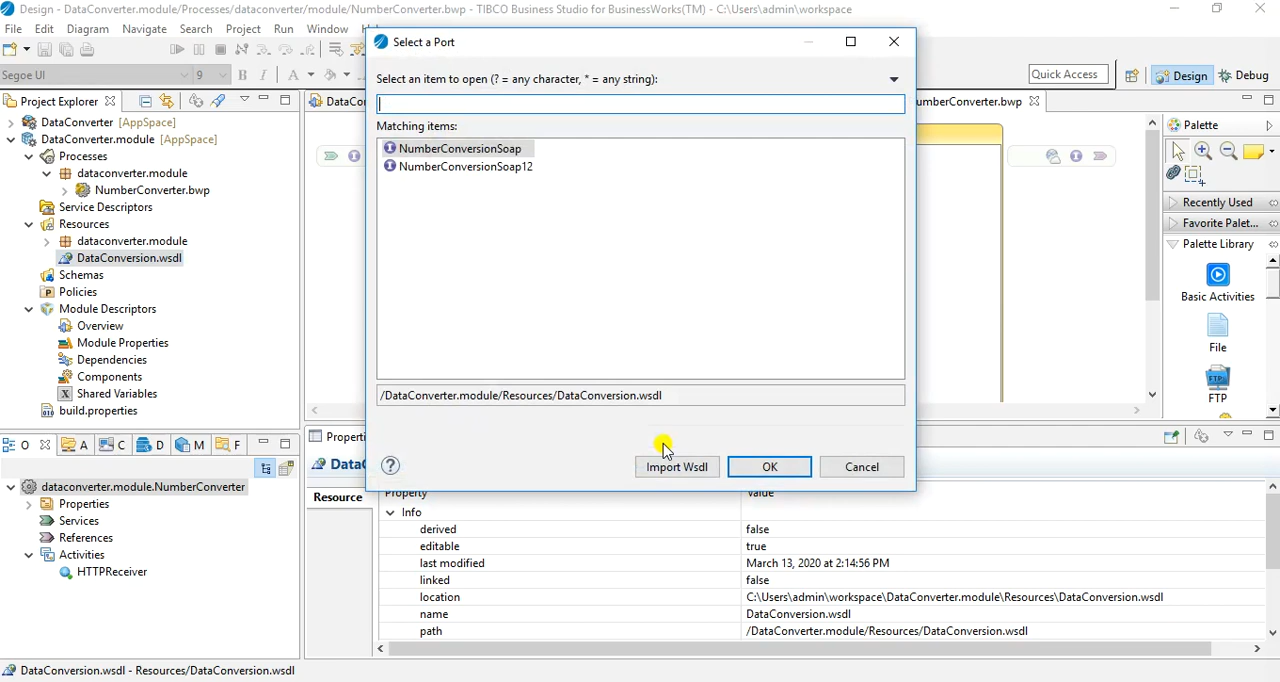 Design - DataConverter.module/Processes/dataconverter/module/NumberConverter.bwp - TIBCO Business Studio for BusinessWorks(TM) - C:\Users\admin\workspace
File Edit Diagram Navigate Search Project Run Window
Segoe UI 9 B I A
Quick Access Design Debug
Project Explorer
DataConverter [AppSpace]
DataConverter.module [AppSpace]
Processes
dataconverter.module
NumberConverter.bwp
Service Descriptors
Resources
dataconverter.module
DataConversion.wsdl
Schemas
Policies
Module Descriptors
Overview
Module Properties
Dependencies
Components
Shared Variables
build.properties
O A C D M F
dataconverter.module.NumberConverter
Properties
Services
References
Activities
HTTPReceiver
DataCo
umberConverter.bwp
Select a Port
Select an item to open (? = any character, * = any string):
Matching items:
NumberConversionSoap
NumberConversionSoap12
/DataConverter.module/Resources/DataConversion.wsdl
Import Wsdl OK Cancel
Palette
Recently Used
Favorite Palet...
Palette Library
Basic Activities
File
FTP
Properti
Data
Resource
Property Value
Info
derived false
editable true
last modified March 13, 2020 at 2:14:56 PM
linked false
location C:\Users\admin\workspace\DataConverter.module\Resources\DataConversion.wsdl
name DataConversion.wsdl
path /DataConverter.module/Resources/DataConversion.wsdl
DataConversion.wsdl - Resources/DataConversion.wsdl